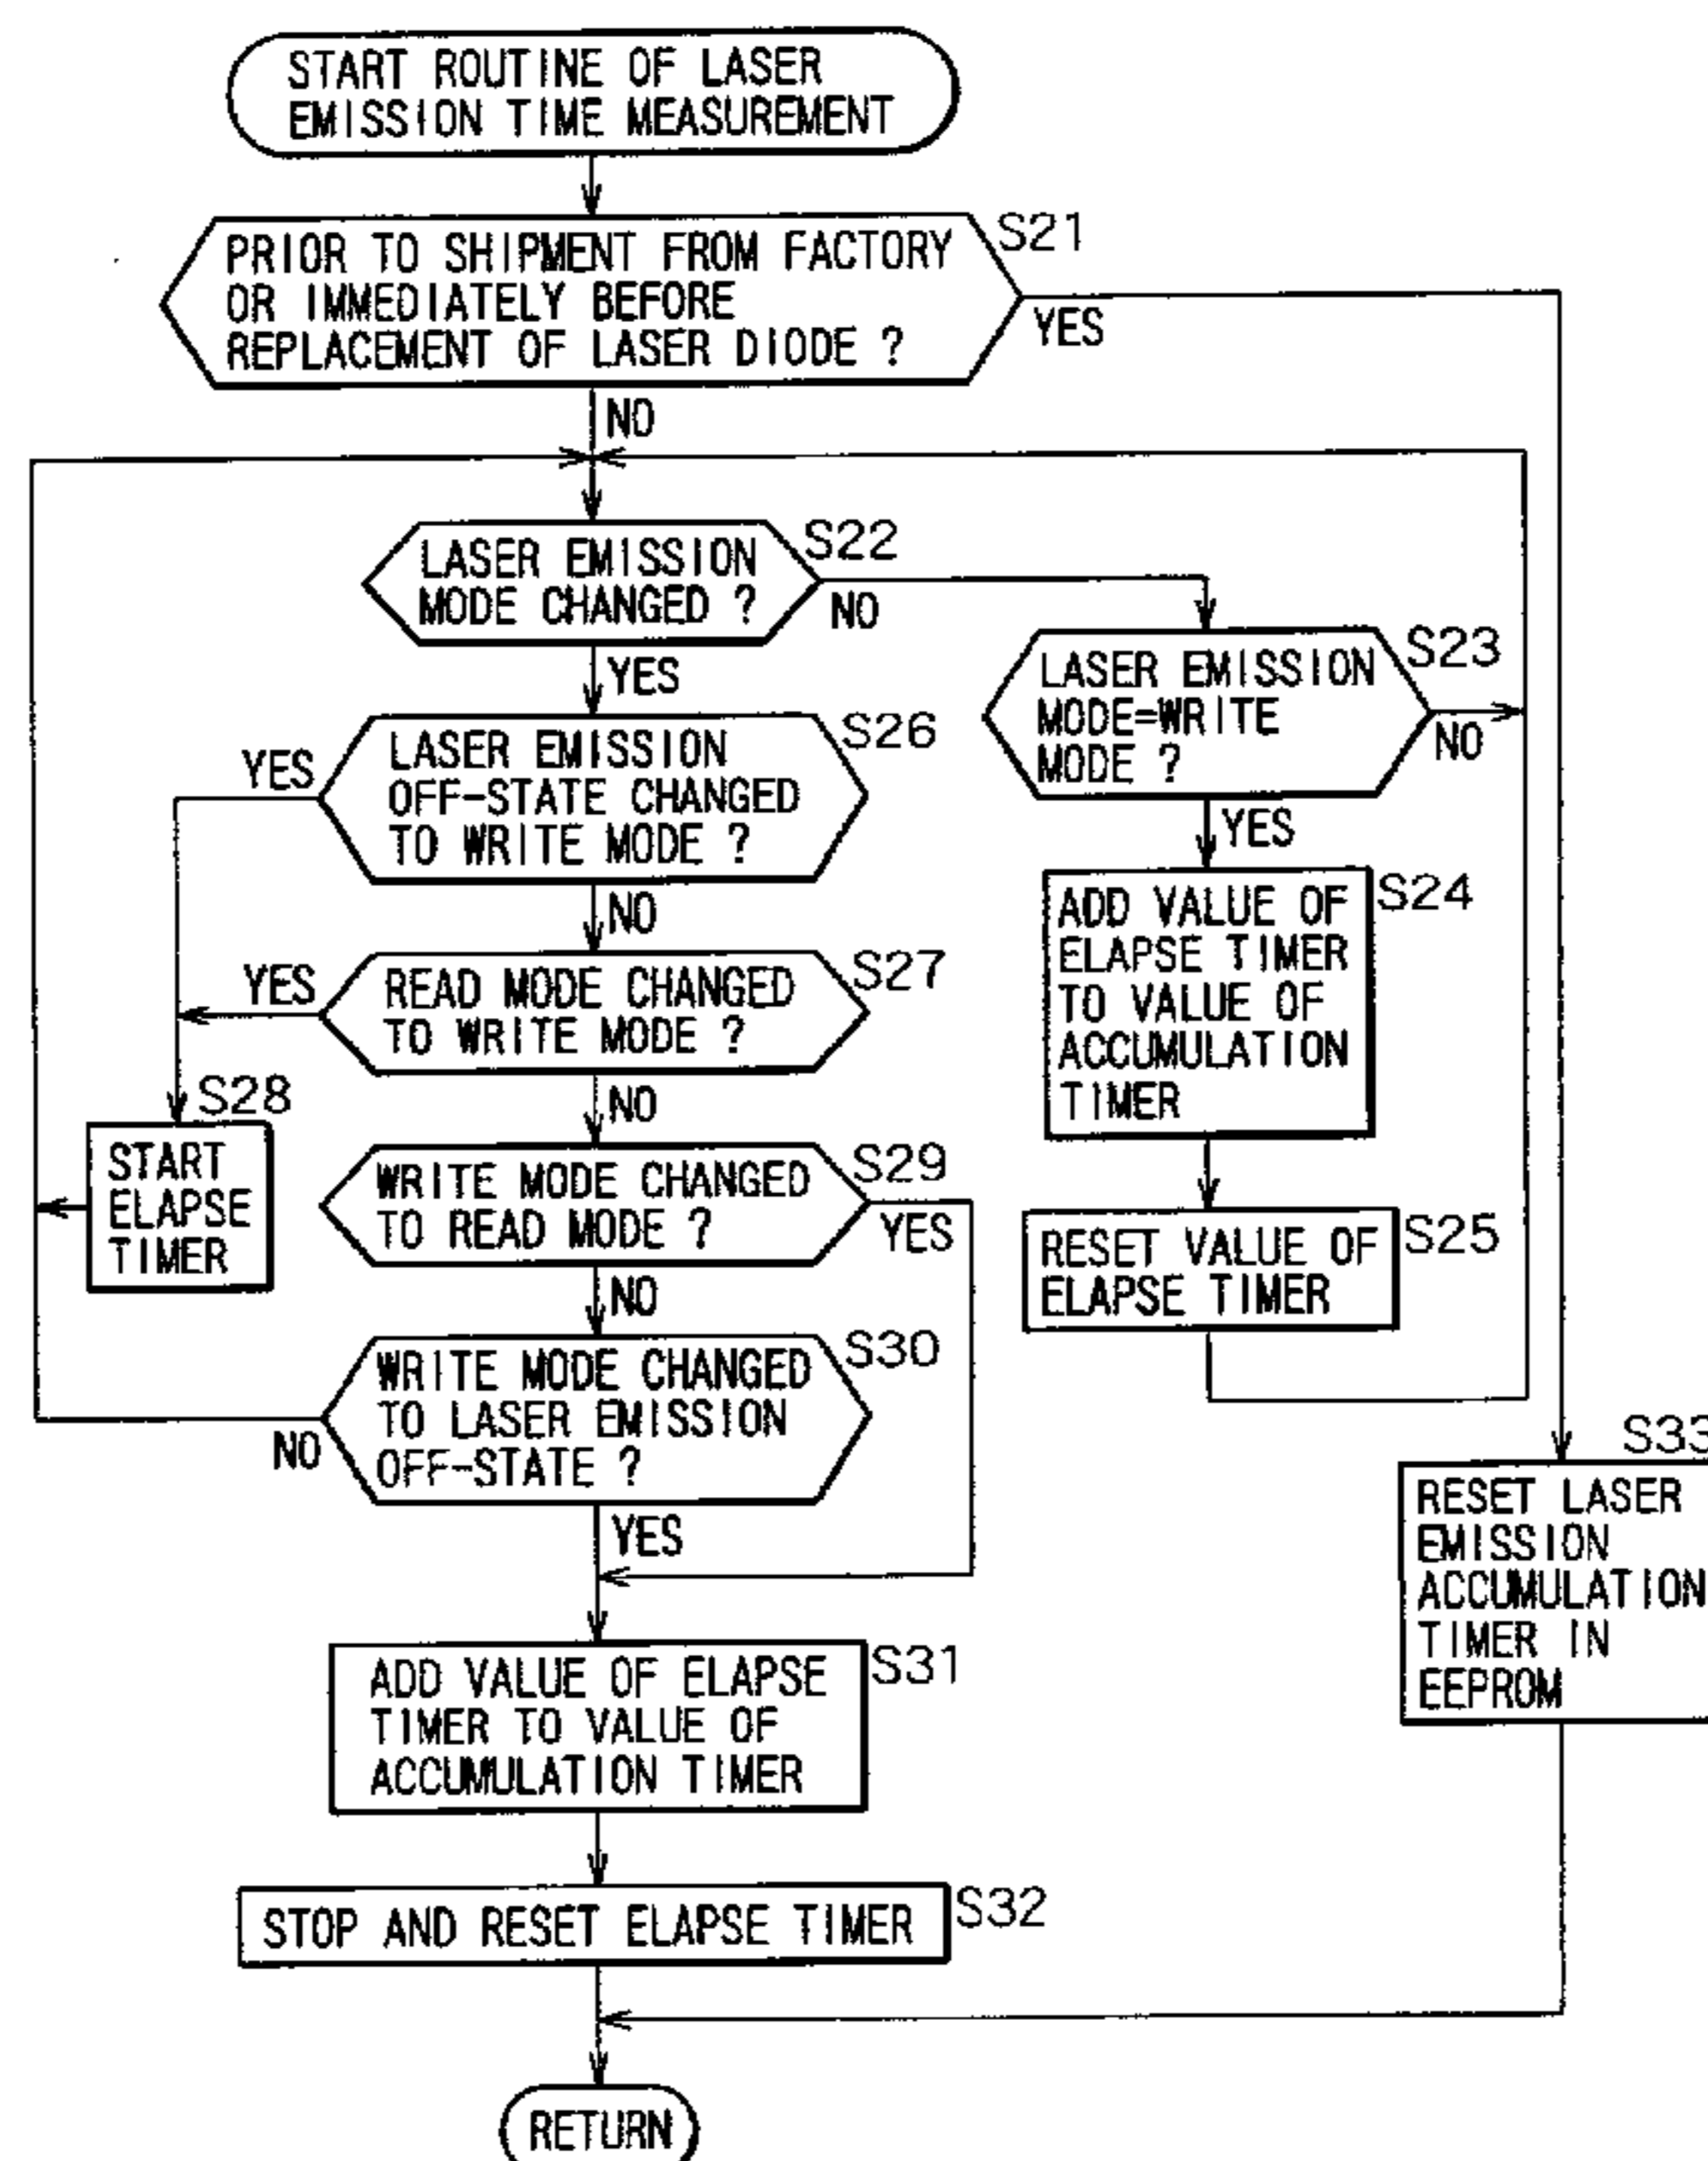 START ROUTINE OF LASER
EMISSION TIME MEASUREMENT
S21
PRIOR TO SHIPMENT FROM FACTORY
OR IMMEDIATELY BEFORE
REPLACEMENT OF LASER DIODE ?
YES
NO
S22
LASER EMISSION
MODE CHANGED ?
NO
YES
S23
LASER EMISSION
MODE=WRITE
MODE ?
NO
YES
S26
LASER EMISSION
OFF-STATE CHANGED
TO WRITE MODE ?
YES
NO
S24
ADD VALUE OF
ELAPSE TIMER
TO VALUE OF
ACCUMULATION
TIMER
S27
READ MODE CHANGED
TO WRITE MODE ?
YES
NO
S28
START
ELAPSE
TIMER
S29
WRITE MODE CHANGED
TO READ MODE ?
YES
NO
S25
RESET VALUE OF
ELAPSE TIMER
S30
WRITE MODE CHANGED
TO LASER EMISSION
OFF-STATE ?
NO
YES
S33
RESET LASER
EMISSION
ACCUMULATION
TIMER IN
EEPROM
S31
ADD VALUE OF ELAPSE
TIMER TO VALUE OF
ACCUMULATION TIMER
S32
STOP AND RESET ELAPSE TIMER
RETURN